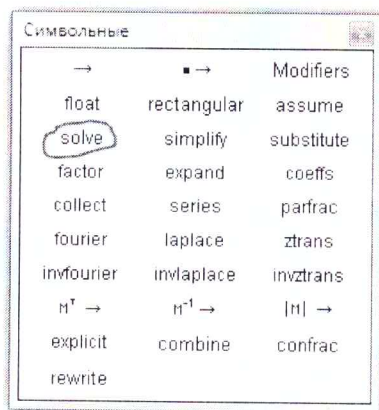 Символьные
→ ▪ → Modifiers
float rectangular assume
solve simplify substitute
factor expand coeffs
collect series parfrac
fourier laplace ztrans
invfourier invlaplace invztrans
Mᵀ → M⁻¹ → |M| →
explicit combine confrac
rewrite